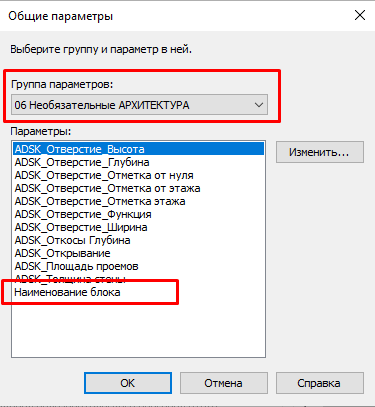 Общие параметры
Выберите группу и параметр в ней.
Группа параметров:
06 Необязательные АРХИТЕКТУРА
Параметры:
ADSK_Отверстие_Высота
ADSK_Отверстие_Глубина
ADSK_Отверстие_Отметка от нуля
ADSK_Отверстие_Отметка от этажа
ADSK_Отверстие_Отметка этажа
ADSK_Отверстие_Функция
ADSK_Отверстие_Ширина
ADSK_Откосы Глубина
ADSK_Открывание
ADSK_Площадь проемов
ADSK_Толщина стены
Наименование блока
Изменить...
OK
Отмена
Справка